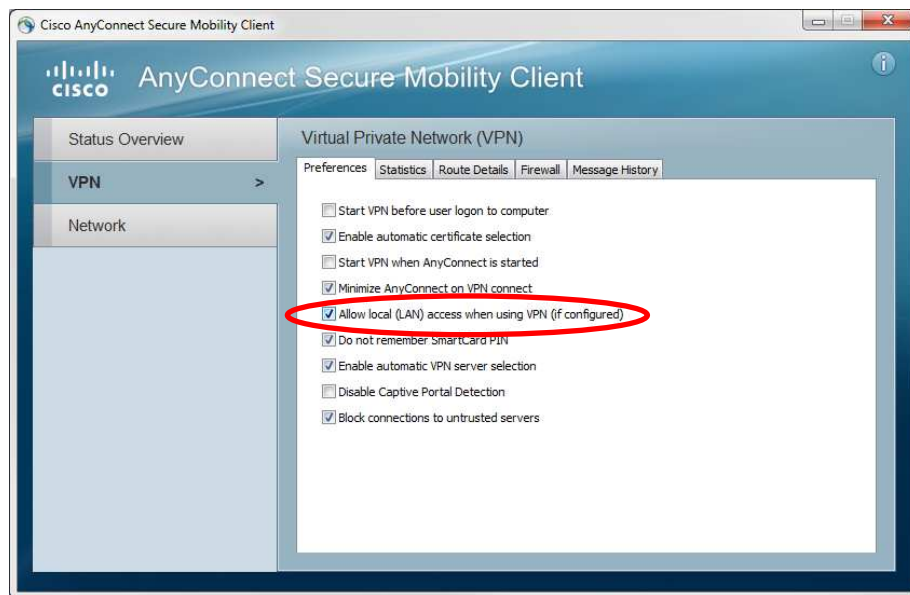 Cisco AnyConnect Secure Mobility Client
CISCO AnyConnect Secure Mobility Client
Status Overview
VPN >
Network
Virtual Private Network (VPN)
Preferences Statistics Route Details Firewall Message History
Start VPN before user logon to computer
Enable automatic certificate selection
Start VPN when AnyConnect is started
Minimize AnyConnect on VPN connect
Allow local (LAN) access when using VPN (if configured)
Do not remember SmartCard PIN
Enable automatic VPN server selection
Disable Captive Portal Detection
Block connections to untrusted servers